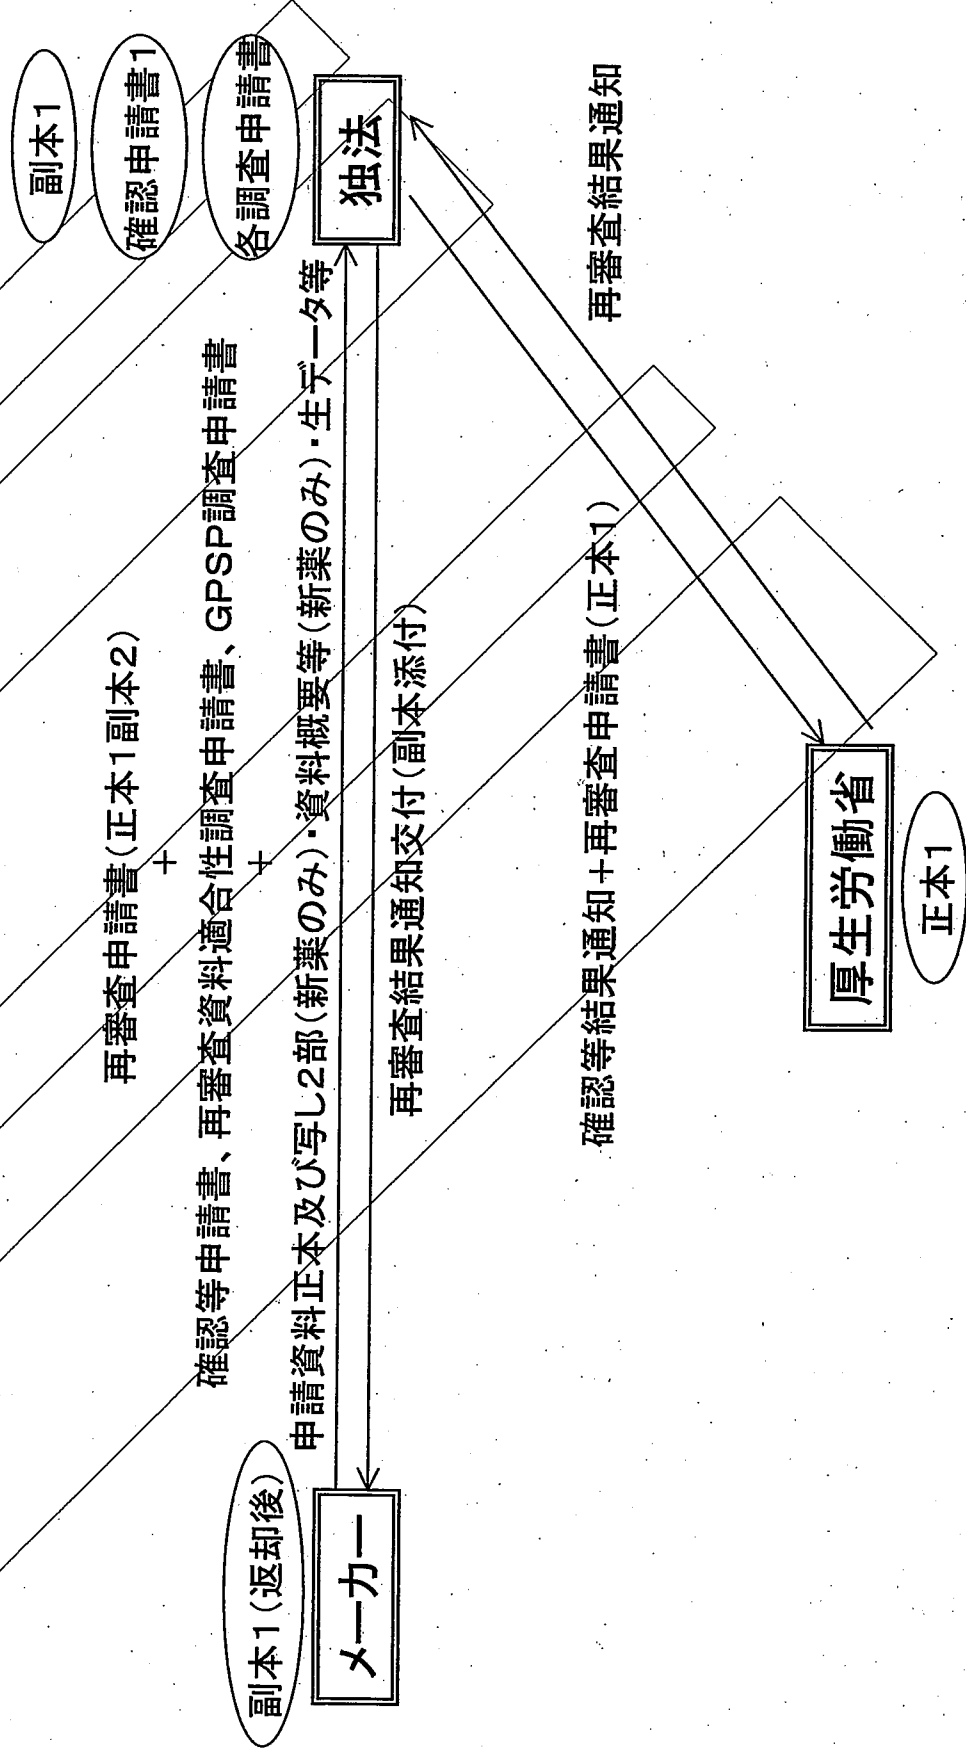 再審査申請書(正本1副本2)
+
確認等申請書、再審査資料適合性調査申請書、GPSP調査申請書
+
申請資料正本及び写し2部(新薬のみ)・資料概要等(新薬のみ)・生データ等
副本1(返却後)
メーカー
副本1
確認申請書1
各調査申請書
独法
再審査結果通知交付(副本添付)
確認等結果通知+再審査申請書(正本1)
再審査結果通知
厚生労働省
正本1